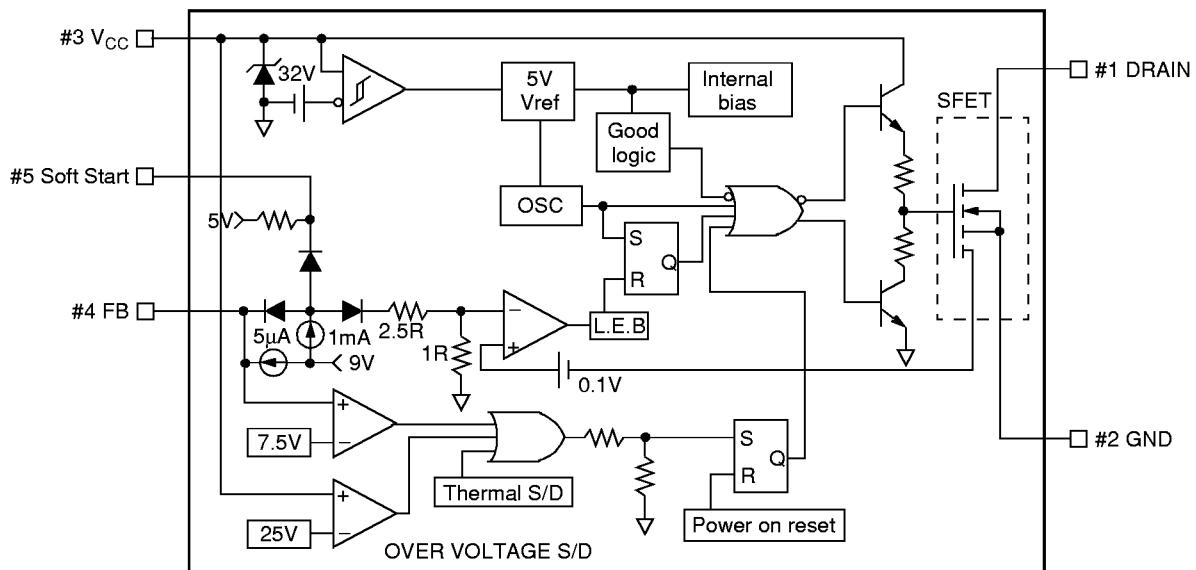 #3 VCC
32V
5V
Vref
Internal
bias
#1 DRAIN
SFET
Good
logic
#5 Soft Start
5V
OSC
S
Q
R
#4 FB
5μA
1mA
2.5R
L.E.B
9V
1R
0.1V
7.5V
Thermal S/D
S
Q
R
#2 GND
25V
Power on reset
OVER VOLTAGE S/D
+
−
+
−
−
+